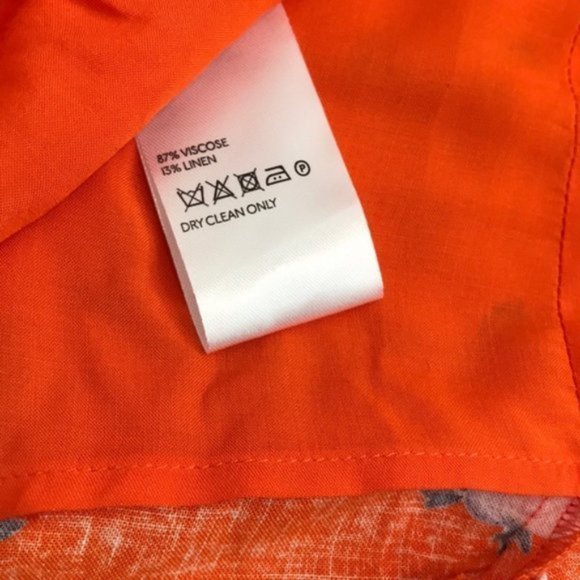 87% VISCOSE
13% LINEN
P
DRY CLEAN ONLY